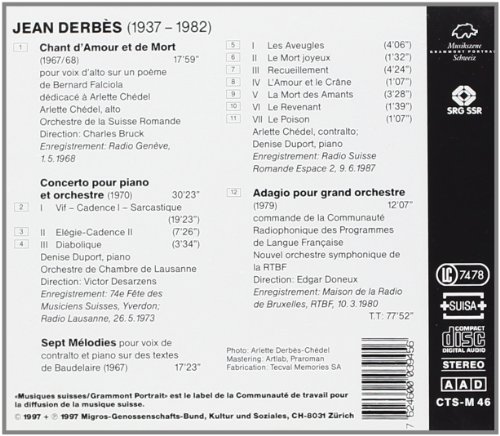 JEAN DERBÈS (1937 – 1982)
1 Chant d'Amour et de Mort
(1967/68) 17'59"
pour voix d'alto sur un poème
de Bernard Falciola
dédicacé à Arlette Chédel
Arlette Chédel, alto
Orchestre de la Suisse Romande
Direction: Charles Bruck
Enregistrement: Radio Genève,
1.5.1968
Concerto pour piano
et orchestre (1970) 30'23"
2 I Vif – Cadence I – Sarcastique
(19'23)
3 II Elégie-Cadence II (7'26")
4 III Diabolique (3'34")
Denise Duport, piano
Orchestre de Chambre de Lausanne
Direction: Victor Desarzens
Enregistrement: 74e Fête des
Musiciens Suisses, Yverdon;
Radio Lausanne, 26.5.1973
Sept Mélodies pour voix de
contralto et piano sur des textes
de Baudelaire (1967) 17'23"
5 I Les Aveugles (4'06")
6 II Le Mort joyeux (1'32")
7 III Recueillement (4'24")
8 IV L'Amour et le Crâne (1'07")
9 V La Mort des Amants (3'28")
10 VI Le Revenant (1'39")
11 VII Le Poison (1'07")
Arlette Chédel, contralto;
Denise Duport, piano
Enregistrement: Radio Suisse
Romande Espace 2, 9.6.1987
12 Adagio pour grand orchestre
(1979) 12'07"
commande de la Communauté
Radiophonique des Programmes
de Langue Française
Nouvel orchestre symphonique de
la RTBF
Direction: Edgar Doneux
Enregistrement: Maison de la Radio
de Bruxelles, RTBF, 10.3.1980
T.T: 77'52"
Photo: Arlette Derbès-Chédel
Mastering: Artlab, Praroman
Fabrication: Tecval Memories SA
«Musiques suisses/Grammont Portrait» est le label de la Communauté de travail pour
la diffusion de la musique suisse.
© 1997 + ℗ 1997 Migros-Genossenschafts-Bund, Kultur und Soziales, CH-8031 Zürich
7 624600 039456
Musikszene
GRAMMONT PORTRAIT
Schweiz
SRG SSR
LC 7478
+SUISA+
COMPACT
disc
DIGITAL AUDIO
STEREO
A A D
CTS-M 46